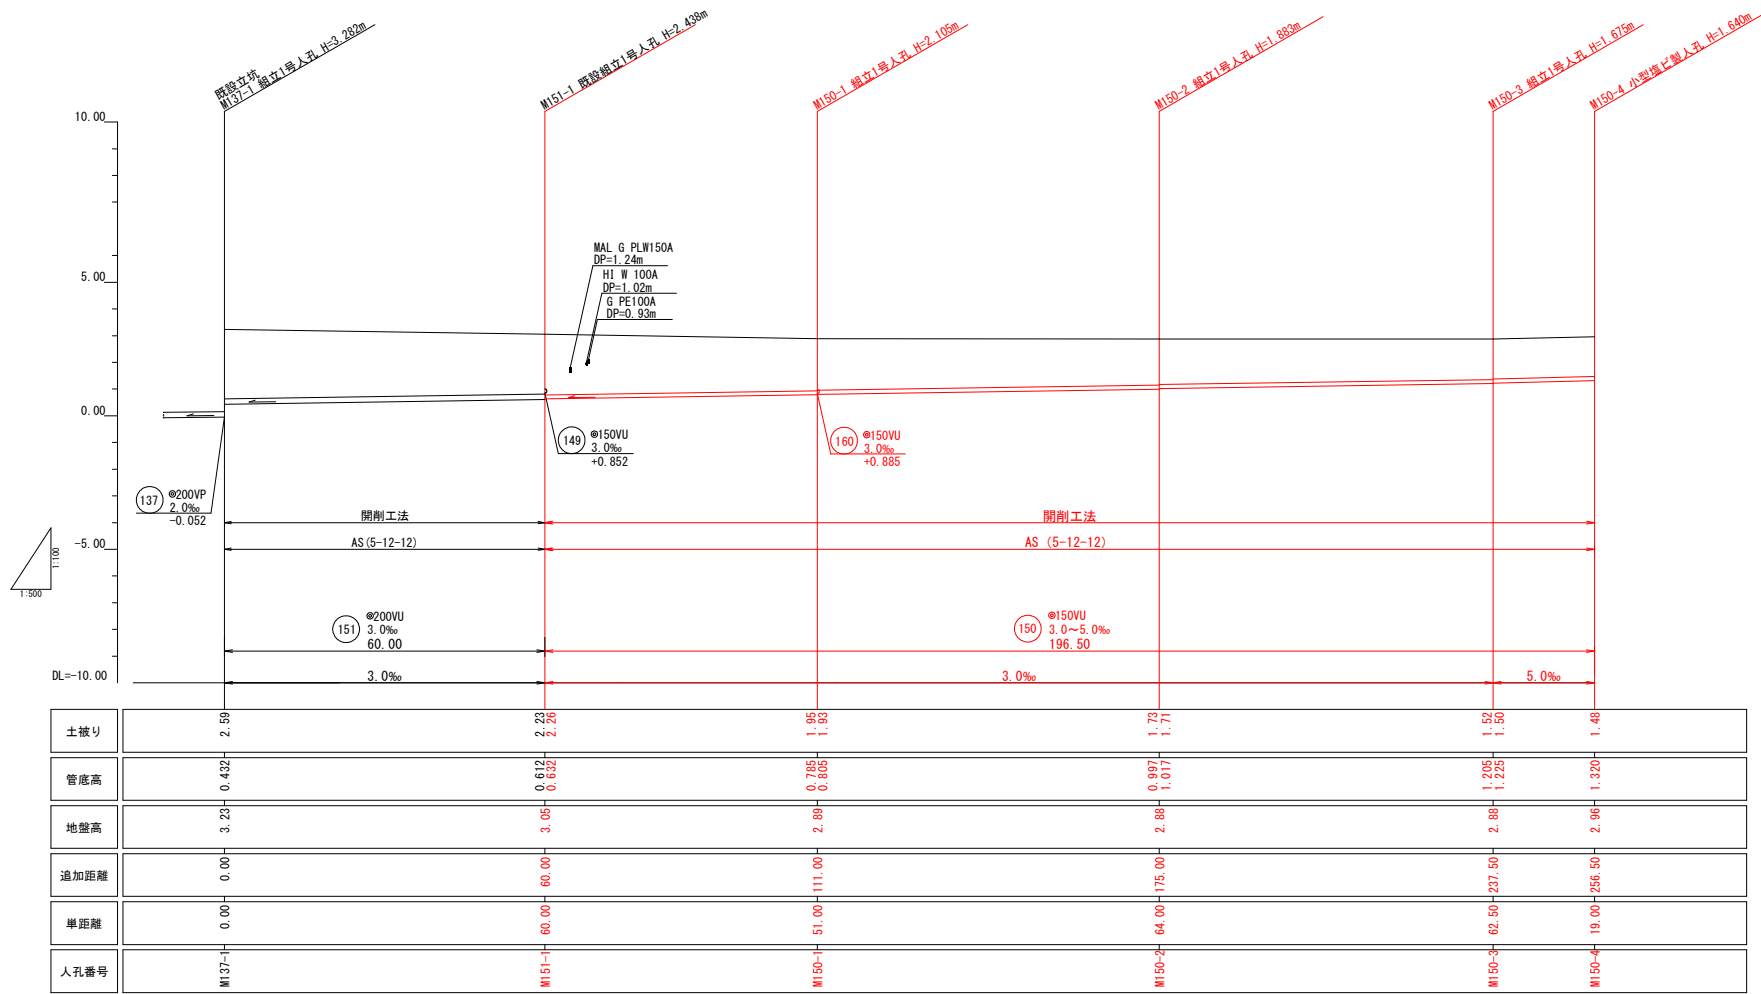 既設立坑
M137-1 組立1号人孔 H=3.282m
M151-1 既設組立1号人孔 H=2.438m
M150-1 組立1号人孔 H=2.105m
M150-2 組立1号人孔 H=1.883m
M150-3 組立1号人孔 H=1.675m
M150-4 小型塩ビ製人孔 H=1.640m
10.00
5.00
0.00
-5.00
DL=-10.00
1:100
1:500
MAL G PLW150A
DP=1.24m
HI W 100A
DP=1.02m
G PE100A
DP=0.93m
137
⌾200VP
2.0‰
-0.052
149
⌾150VU
3.0‰
+0.852
160
⌾150VU
3.0‰
+0.885
開削工法
開削工法
AS(5-12-12)
AS (5-12-12)
151
⌾200VU
3.0‰
60.00
150
⌾150VU
3.0～5.0‰
196.50
3.0‰
3.0‰
5.0‰
土被り
2.59
2.23
2.26
1.95
1.93
1.73
1.71
1.52
1.50
1.48
管底高
0.432
0.612
0.632
0.785
0.805
0.997
1.017
1.205
1.225
1.320
地盤高
3.23
3.05
2.89
2.88
2.88
2.96
追加距離
0.00
60.00
111.00
175.00
237.50
256.50
単距離
0.00
60.00
51.00
64.00
62.50
19.00
人孔番号
M137-1
M151-1
M150-1
M150-2
M150-3
M150-4